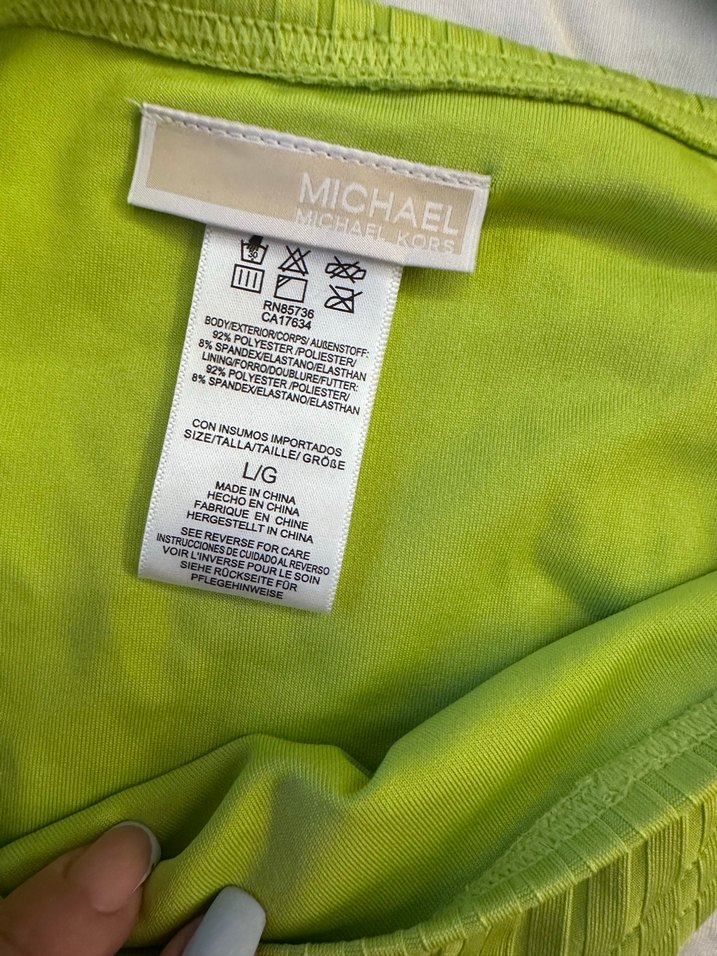 MICHAEL
MICHAEL KORS
30
RN85736
CA17634
BODY/EXTERIOR/CORPS/ AUßENSTOFF:
92% POLYESTER /POLIESTER/
8% SPANDEX/ELASTANO/ELASTHAN
LINING/FORRO/DOUBLURE/FUTTER:
92% POLYESTER /POLIESTER/
8% SPANDEX/ELASTANO/ELASTHAN
CON INSUMOS IMPORTADOS
SIZE/TALLA/TAILLE/ GRÖßE
L/G
MADE IN CHINA
HECHO EN CHINA
FABRIQUE EN CHINE
HERGESTELLT IN CHINA
SEE REVERSE FOR CARE
INSTRUCCIONES DE CUIDADO AL REVERSO
VOIR L'INVERSE POUR LE SOIN
SIEHE RÜCKSEITE FÜR
PFLEGEHINWEISE